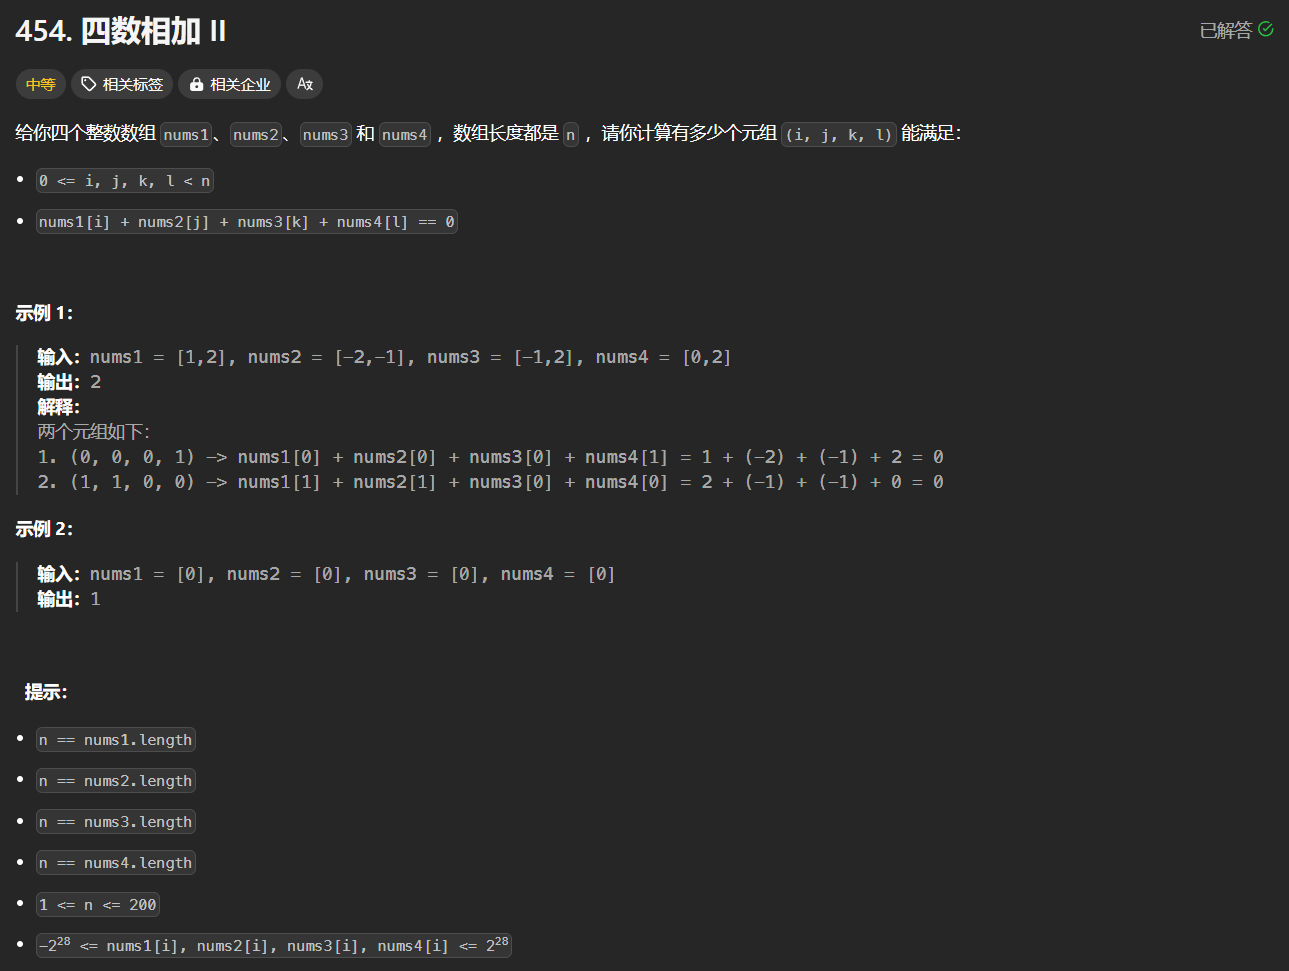 454. 四数相加 II
已解答
中等 相关标签 相关企业
给你四个整数数组 nums1、nums2、nums3 和 nums4 ，数组长度都是 n ，请你计算有多少个元组 (i, j, k, l) 能满足：
• 0 <= i, j, k, l < n
• nums1[i] + nums2[j] + nums3[k] + nums4[l] == 0
示例 1：
输入：nums1 = [1,2], nums2 = [-2,-1], nums3 = [-1,2], nums4 = [0,2]
输出：2
解释：
两个元组如下：
1. (0, 0, 0, 1) -> nums1[0] + nums2[0] + nums3[0] + nums4[1] = 1 + (-2) + (-1) + 2 = 0
2. (1, 1, 0, 0) -> nums1[1] + nums2[1] + nums3[0] + nums4[0] = 2 + (-1) + (-1) + 0 = 0
示例 2：
输入：nums1 = [0], nums2 = [0], nums3 = [0], nums4 = [0]
输出：1
提示：
• n == nums1.length
• n == nums2.length
• n == nums3.length
• n == nums4.length
• 1 <= n <= 200
• -2²⁸ <= nums1[i], nums2[i], nums3[i], nums4[i] <= 2²⁸